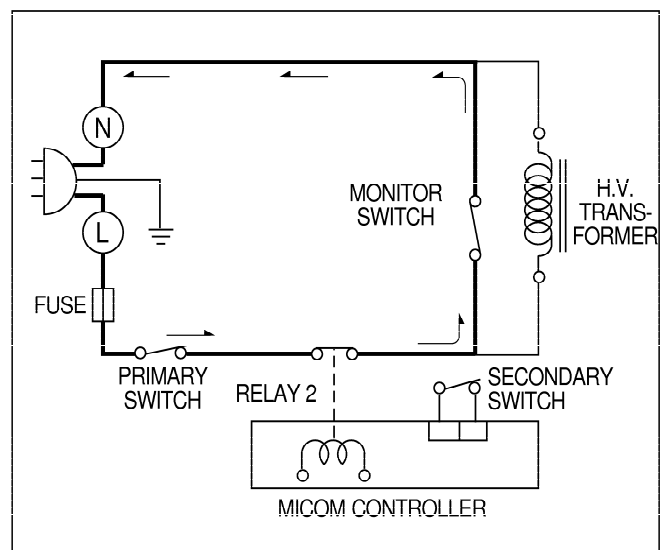 N
MONITOR
SWITCH
H.V.
TRANS-
FORMER
L
FUSE
PRIMARY
SWITCH
RELAY 2
SECONDARY
SWITCH
MICOM CONTROLLER